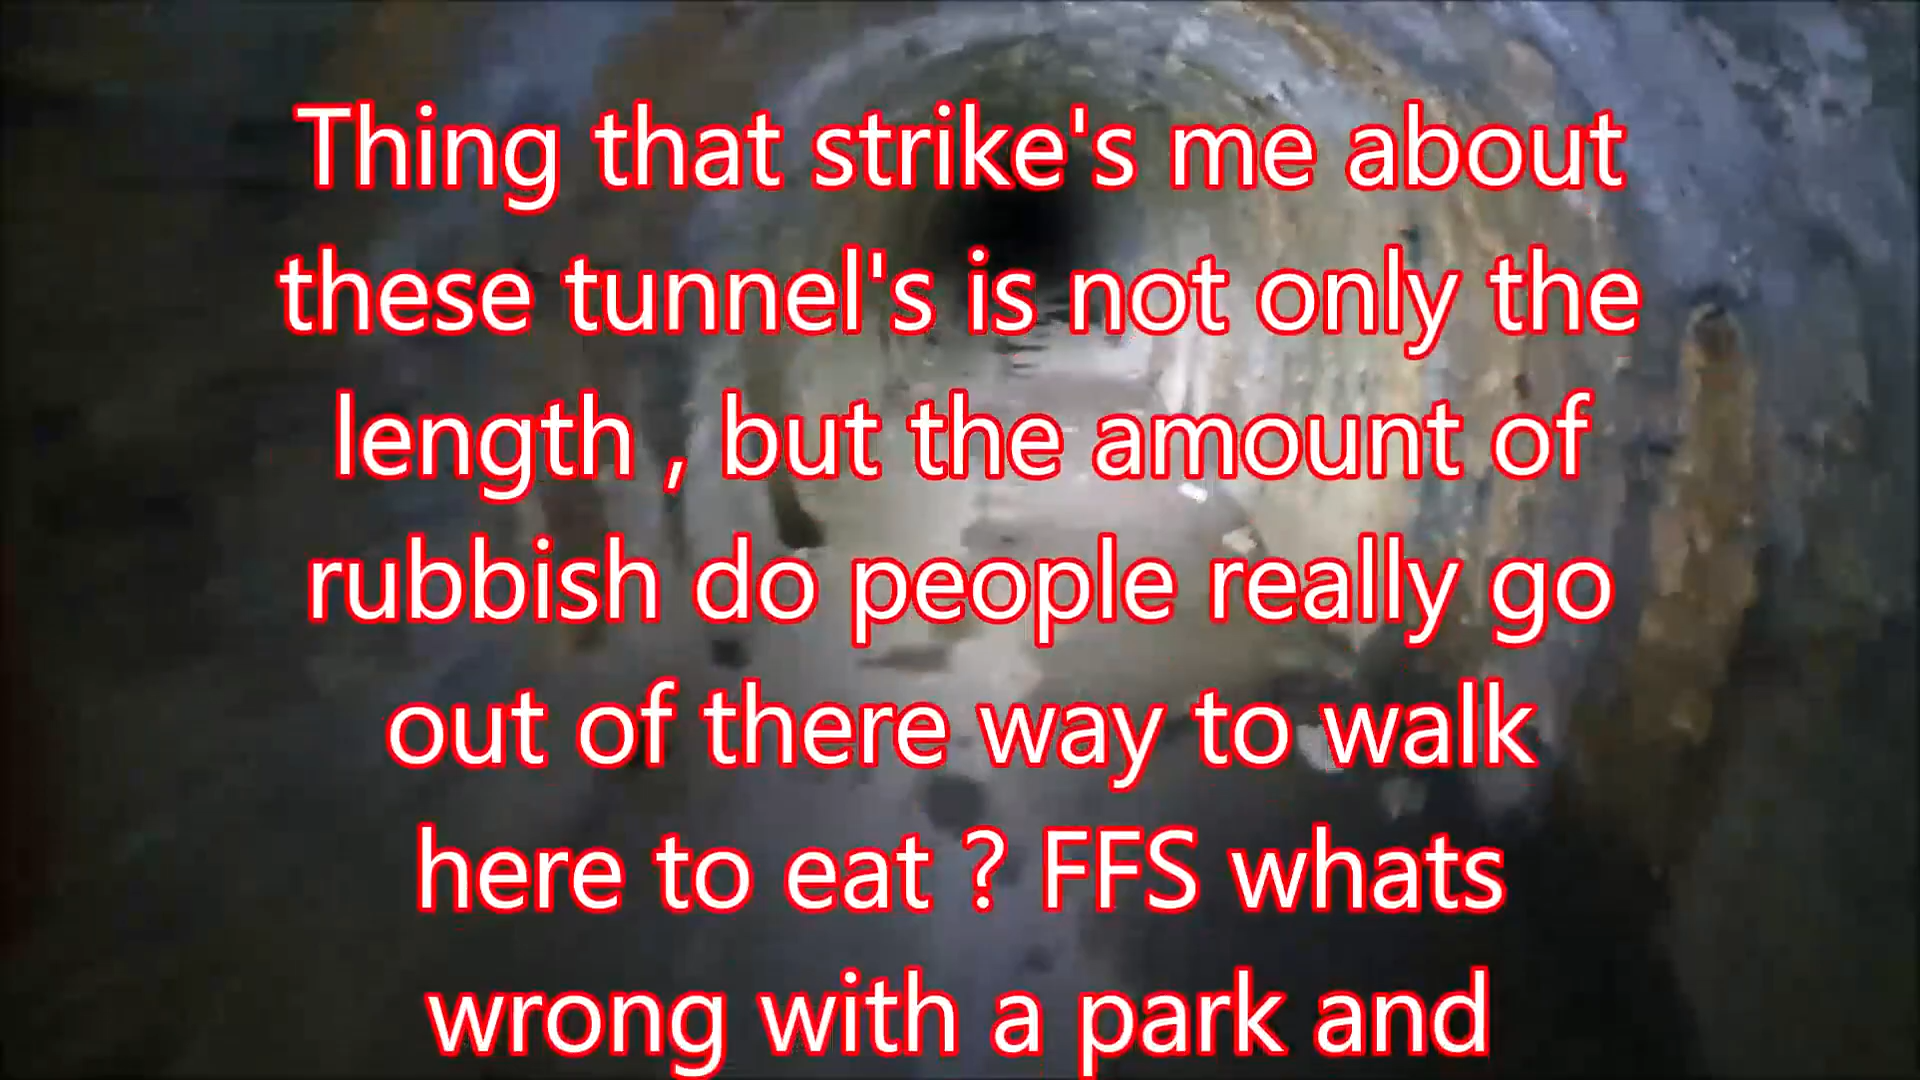 Thing that strike's me about
these tunnel's is not only the
length , but the amount of
rubbish do people really go
out of there way to walk
here to eat ? FFS whats
wrong with a park and